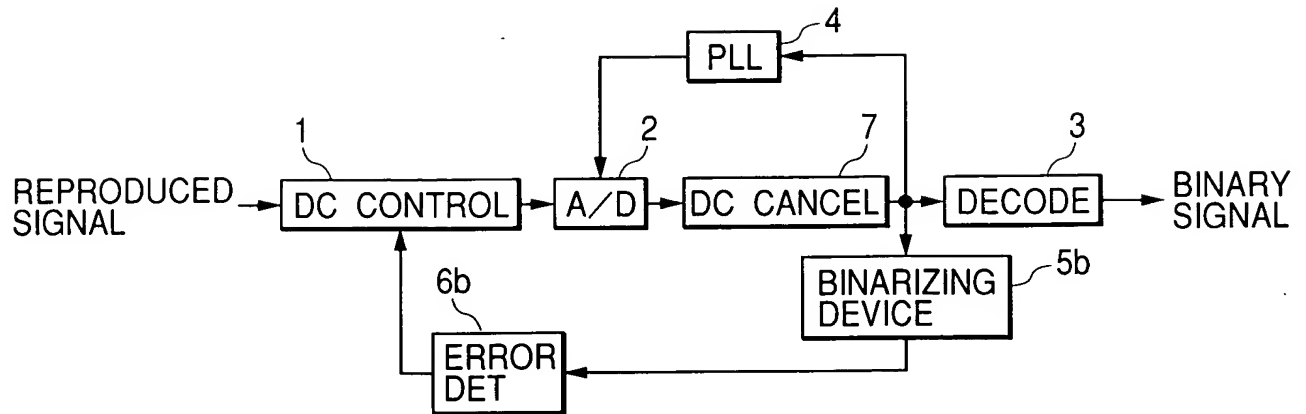 4
PLL
1
2
7
3
REPRODUCED
SIGNAL
DC CONTROL
A/D
DC CANCEL
DECODE
BINARY
SIGNAL
6b
BINARIZING
DEVICE
5b
ERROR
DET